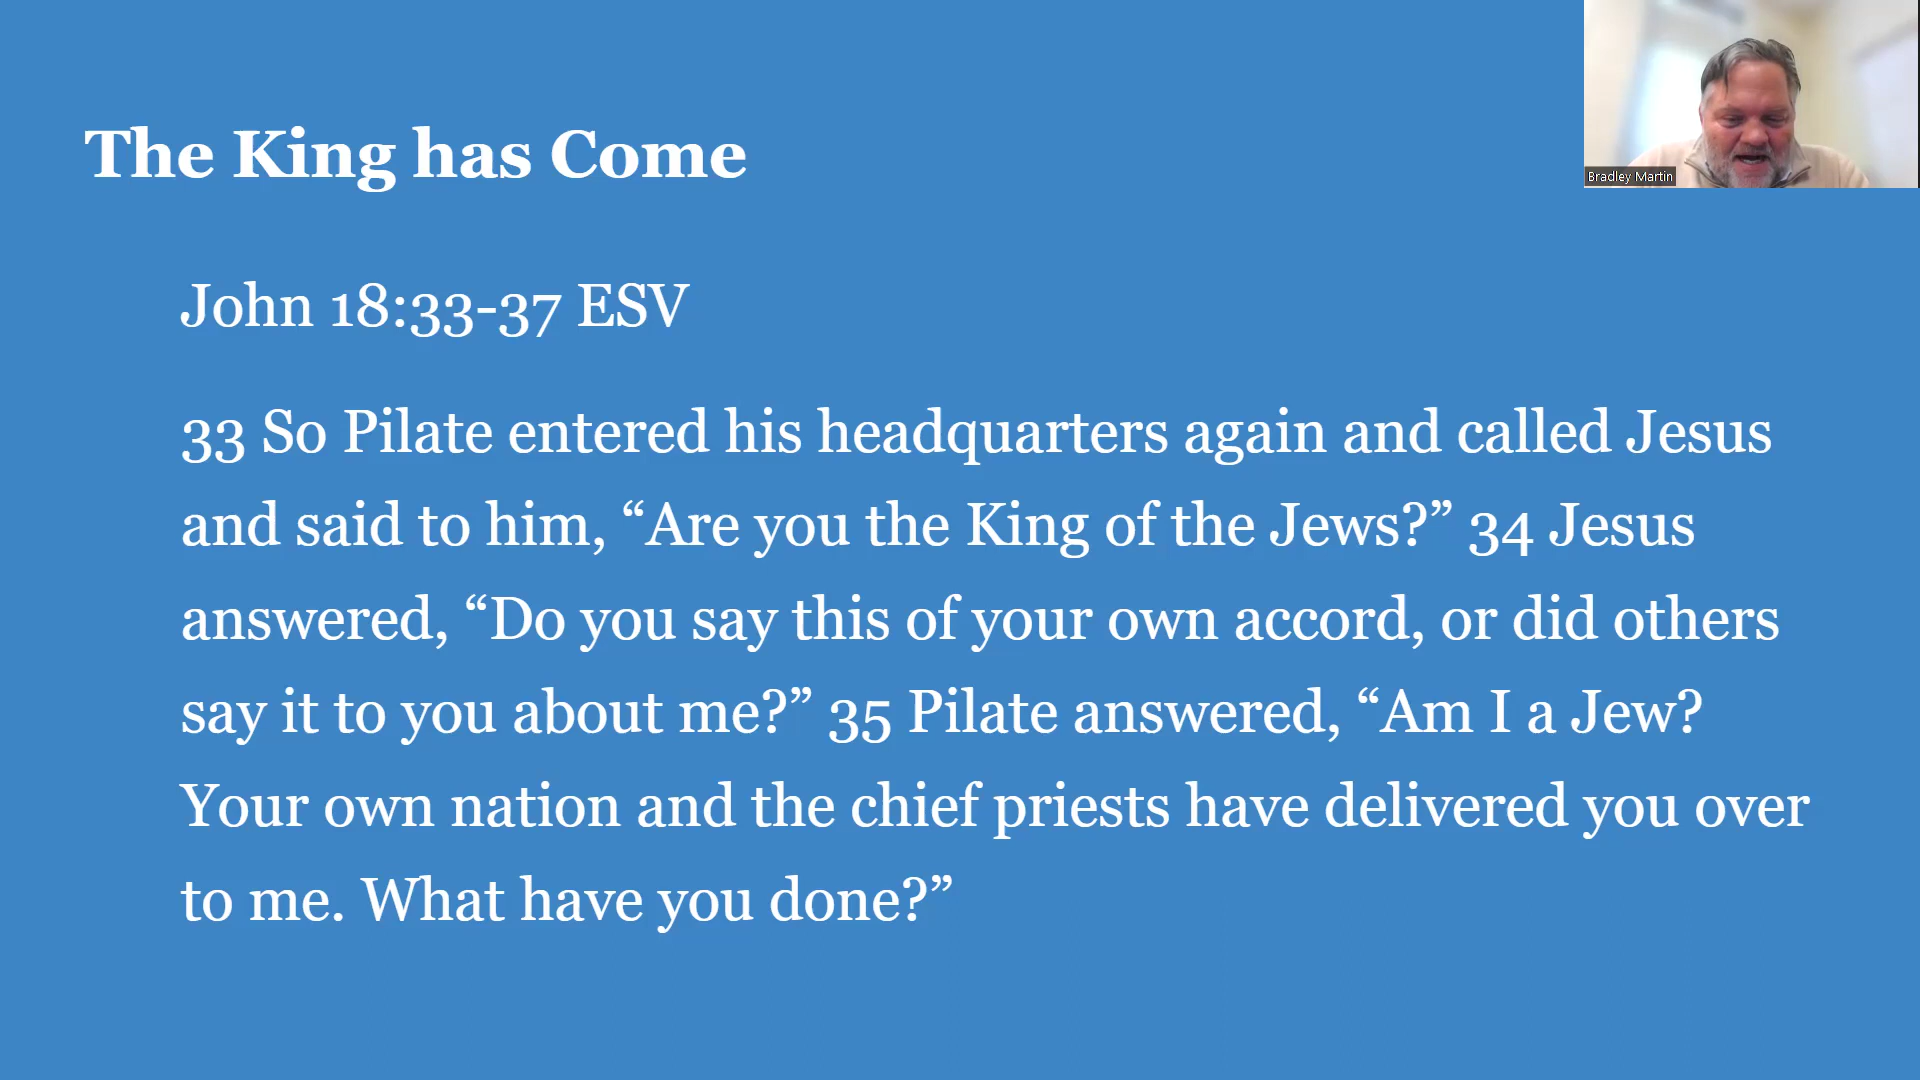 The King has Come
Bradley Martin
John 18:33-37 ESV
33 So Pilate entered his headquarters again and called Jesus
and said to him, “Are you the King of the Jews?” 34 Jesus
answered, “Do you say this of your own accord, or did others
say it to you about me?” 35 Pilate answered, “Am I a Jew?
Your own nation and the chief priests have delivered you over
to me. What have you done?”